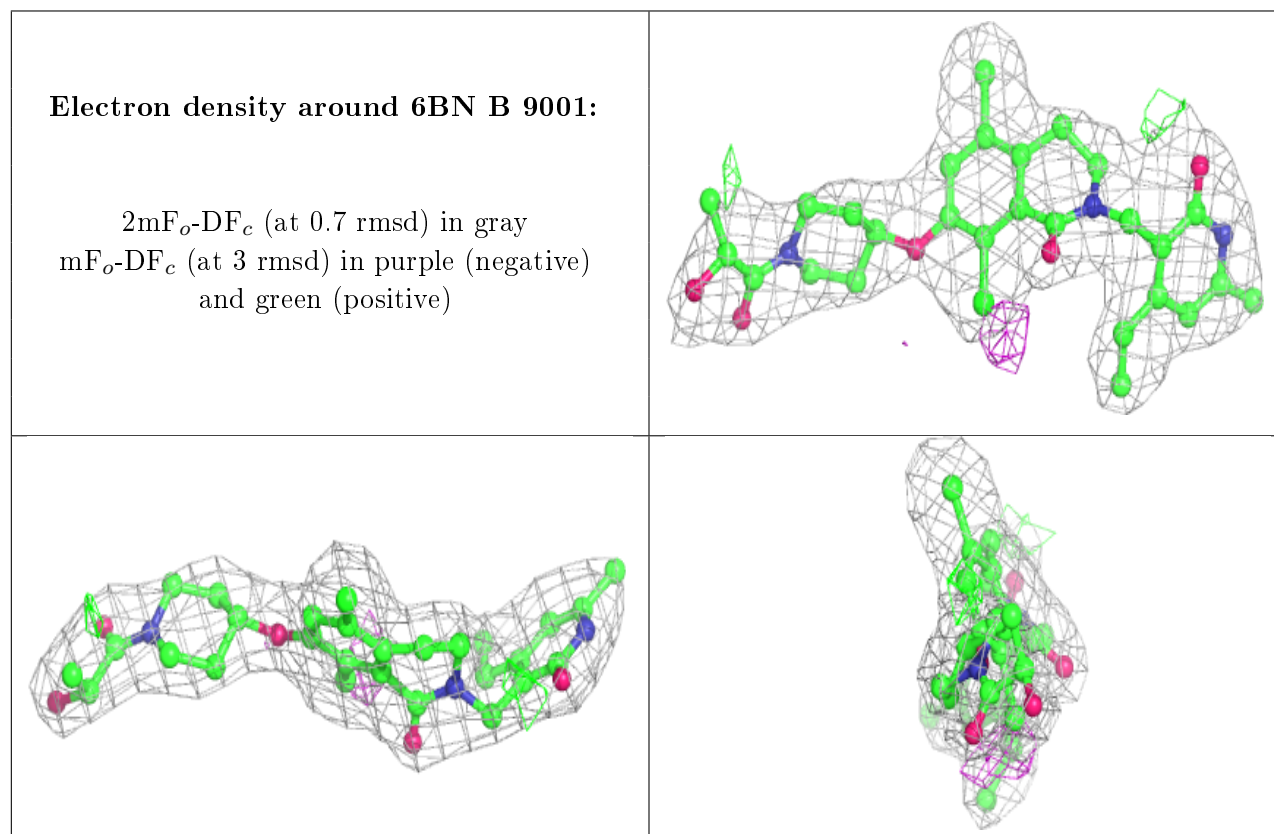 Electron density around 6BN B 9001:
2mFo-DFc (at 0.7 rmsd) in gray
mFo-DFc (at 3 rmsd) in purple (negative)
and green (positive)